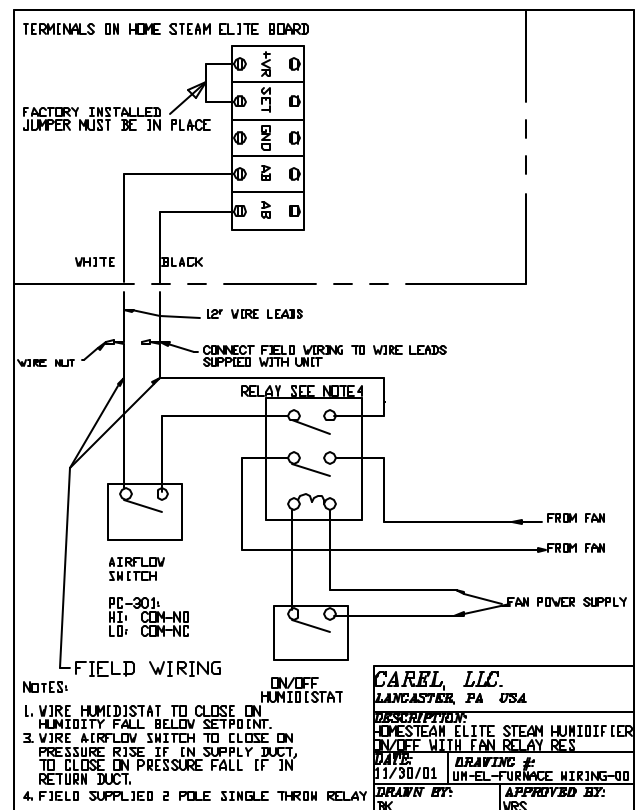 TERMINALS ON HOME STEAM ELITE BOARD
+VR
SET
FACTORY INSTALLED
JUMPER MUST BE IN PLACE
GND
AB
AB
WHITE
BLACK
12" WIRE LEADS
WIRE NUT
CONNECT FIELD WIRING TO WIRE LEADS
SUPPIED WITH UNIT
RELAY SEE NOTE 4
FROM FAN
FROM FAN
AIRFLOW
SWITCH
PC-301:
HI: COM-NO
LO: COM-NC
FAN POWER SUPPLY
FIELD WIRING
ON/OFF
HUMIDISTAT
NOTES:
1. WIRE HUMIDISTAT TO CLOSE ON
HUMIDITY FALL BELOW SETPOINT.
3. WIRE AIRFLOW SWITCH TO CLOSE ON
PRESSURE RISE IF IN SUPPLY DUCT,
TO CLOSE ON PRESSURE FALL IF IN
RETURN DUCT.
4. FIELD SUPPLIED 2 POLE SINGLE THROW RELAY
CAREL, LLC.
LANCASTER, PA USA
DESCRIPTION:
HOMESTEAM ELITE STEAM HUMIDIFIER
ON/OFF WITH FAN RELAY RES
DATE:
11/30/01
DRAWING #:
UM-EL-FURNACE WIRING-00
DRAWN BY:
APPROVED BY: